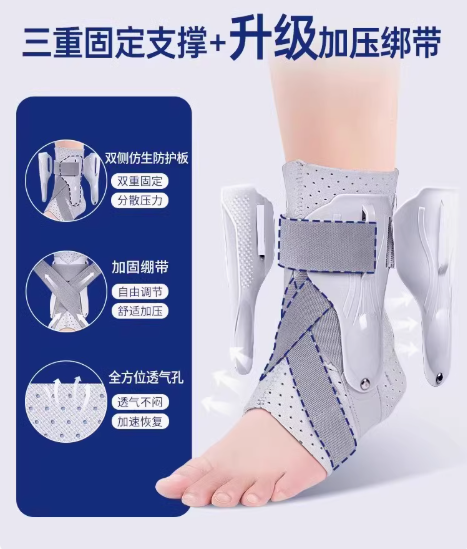 三重固定支撑+升级加压绑带
双侧仿生防护板
双重固定
分散压力
加固绷带
自由调节
舒适加压
全方位透气孔
透气不闷
加速恢复